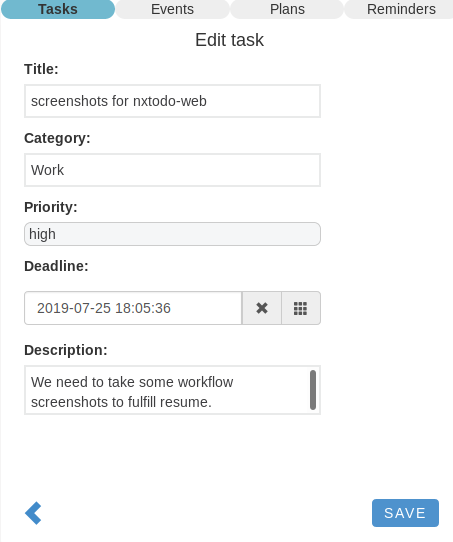 Tasks Events Plans Reminders
Edit task
Title:
screenshots for nxtodo-web
Category:
Work
Priority:
high
Deadline:
2019-07-25 18:05:36
Description:
We need to take some workflow
screenshots to fulfill resume.
SAVE